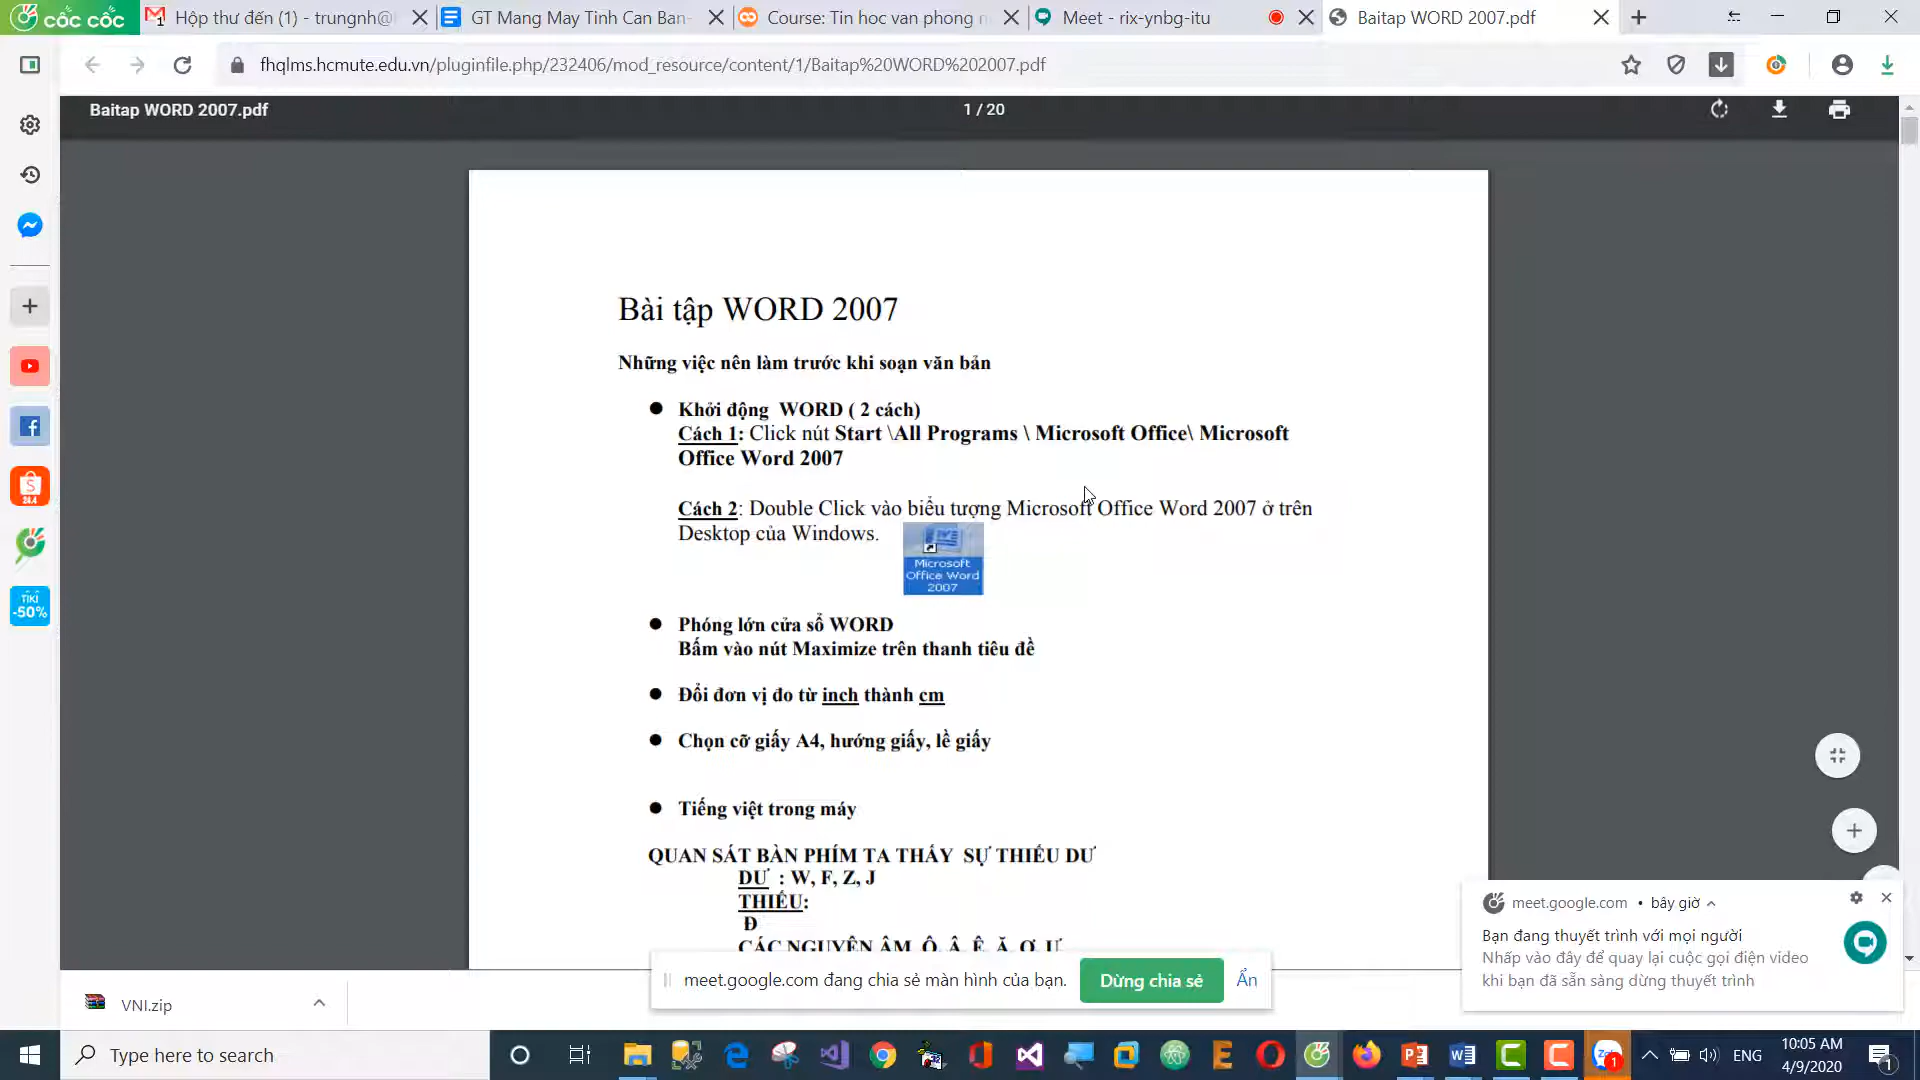 cốc cốc
Hộp thư đến (1) - trungnh@
GT Mang May Tinh Can Ban-
Course: Tin hoc van phong
Meet - rix-ynbg-itu
Baitap WORD 2007.pdf
fhqlms.hcmute.edu.vn/pluginfile.php/232406/mod_resource/content/1/Baitap%20WORD%202007.pdf
Baitap WORD 2007.pdf
1 / 20
Bài tập WORD 2007
Những việc nên làm trước khi soạn văn bản
Khởi động WORD ( 2 cách)
Cách 1: Click nút Start \All Programs \ Microsoft Office\ Microsoft
Office Word 2007
Cách 2: Double Click vào biểu tượng Microsoft Office Word 2007 ở trên
Desktop của Windows.
Microsoft
Office Word
2007
Phóng lớn cửa sổ WORD
Bấm vào nút Maximize trên thanh tiêu đề
Đổi đơn vị đo từ inch thành cm
Chọn cỡ giấy A4, hướng giấy, lề giấy
Tiếng việt trong máy
QUAN SÁT BÀN PHÍM TA THẤY SỰ THIẾU DƯ
DƯ : W, F, Z, J
THIẾU:
Đ
CÁC NGUYÊN ÂM Ô, Â, Ê, Ă, Ơ, Ư
24.4
TIKI
-50%
meet.google.com • bây giờ
Bạn đang thuyết trình với mọi người
Nhấp vào đây để quay lại cuộc gọi điện video
khi bạn đã sẵn sàng dừng thuyết trình
meet.google.com đang chia sẻ màn hình của bạn.
Dừng chia sẻ
Ẩn
VNI.zip
Type here to search
ENG
10:05 AM
4/9/2020